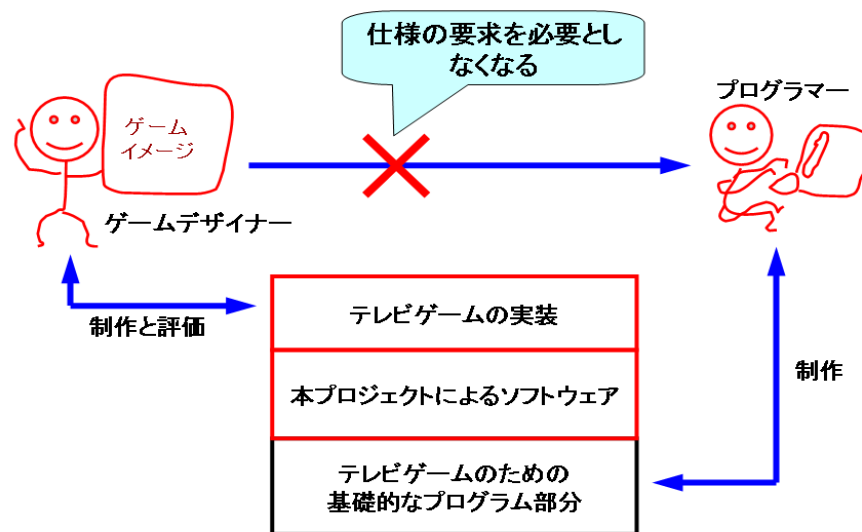 仕様の要求を必要とし
なくなる
プログラマー
ゲーム
イメージ
ゲームデザイナー
テレビゲームの実装
制作と評価
本プロジェクトによるソフトウェア
制作
テレビゲームのための
基礎的なプログラム部分